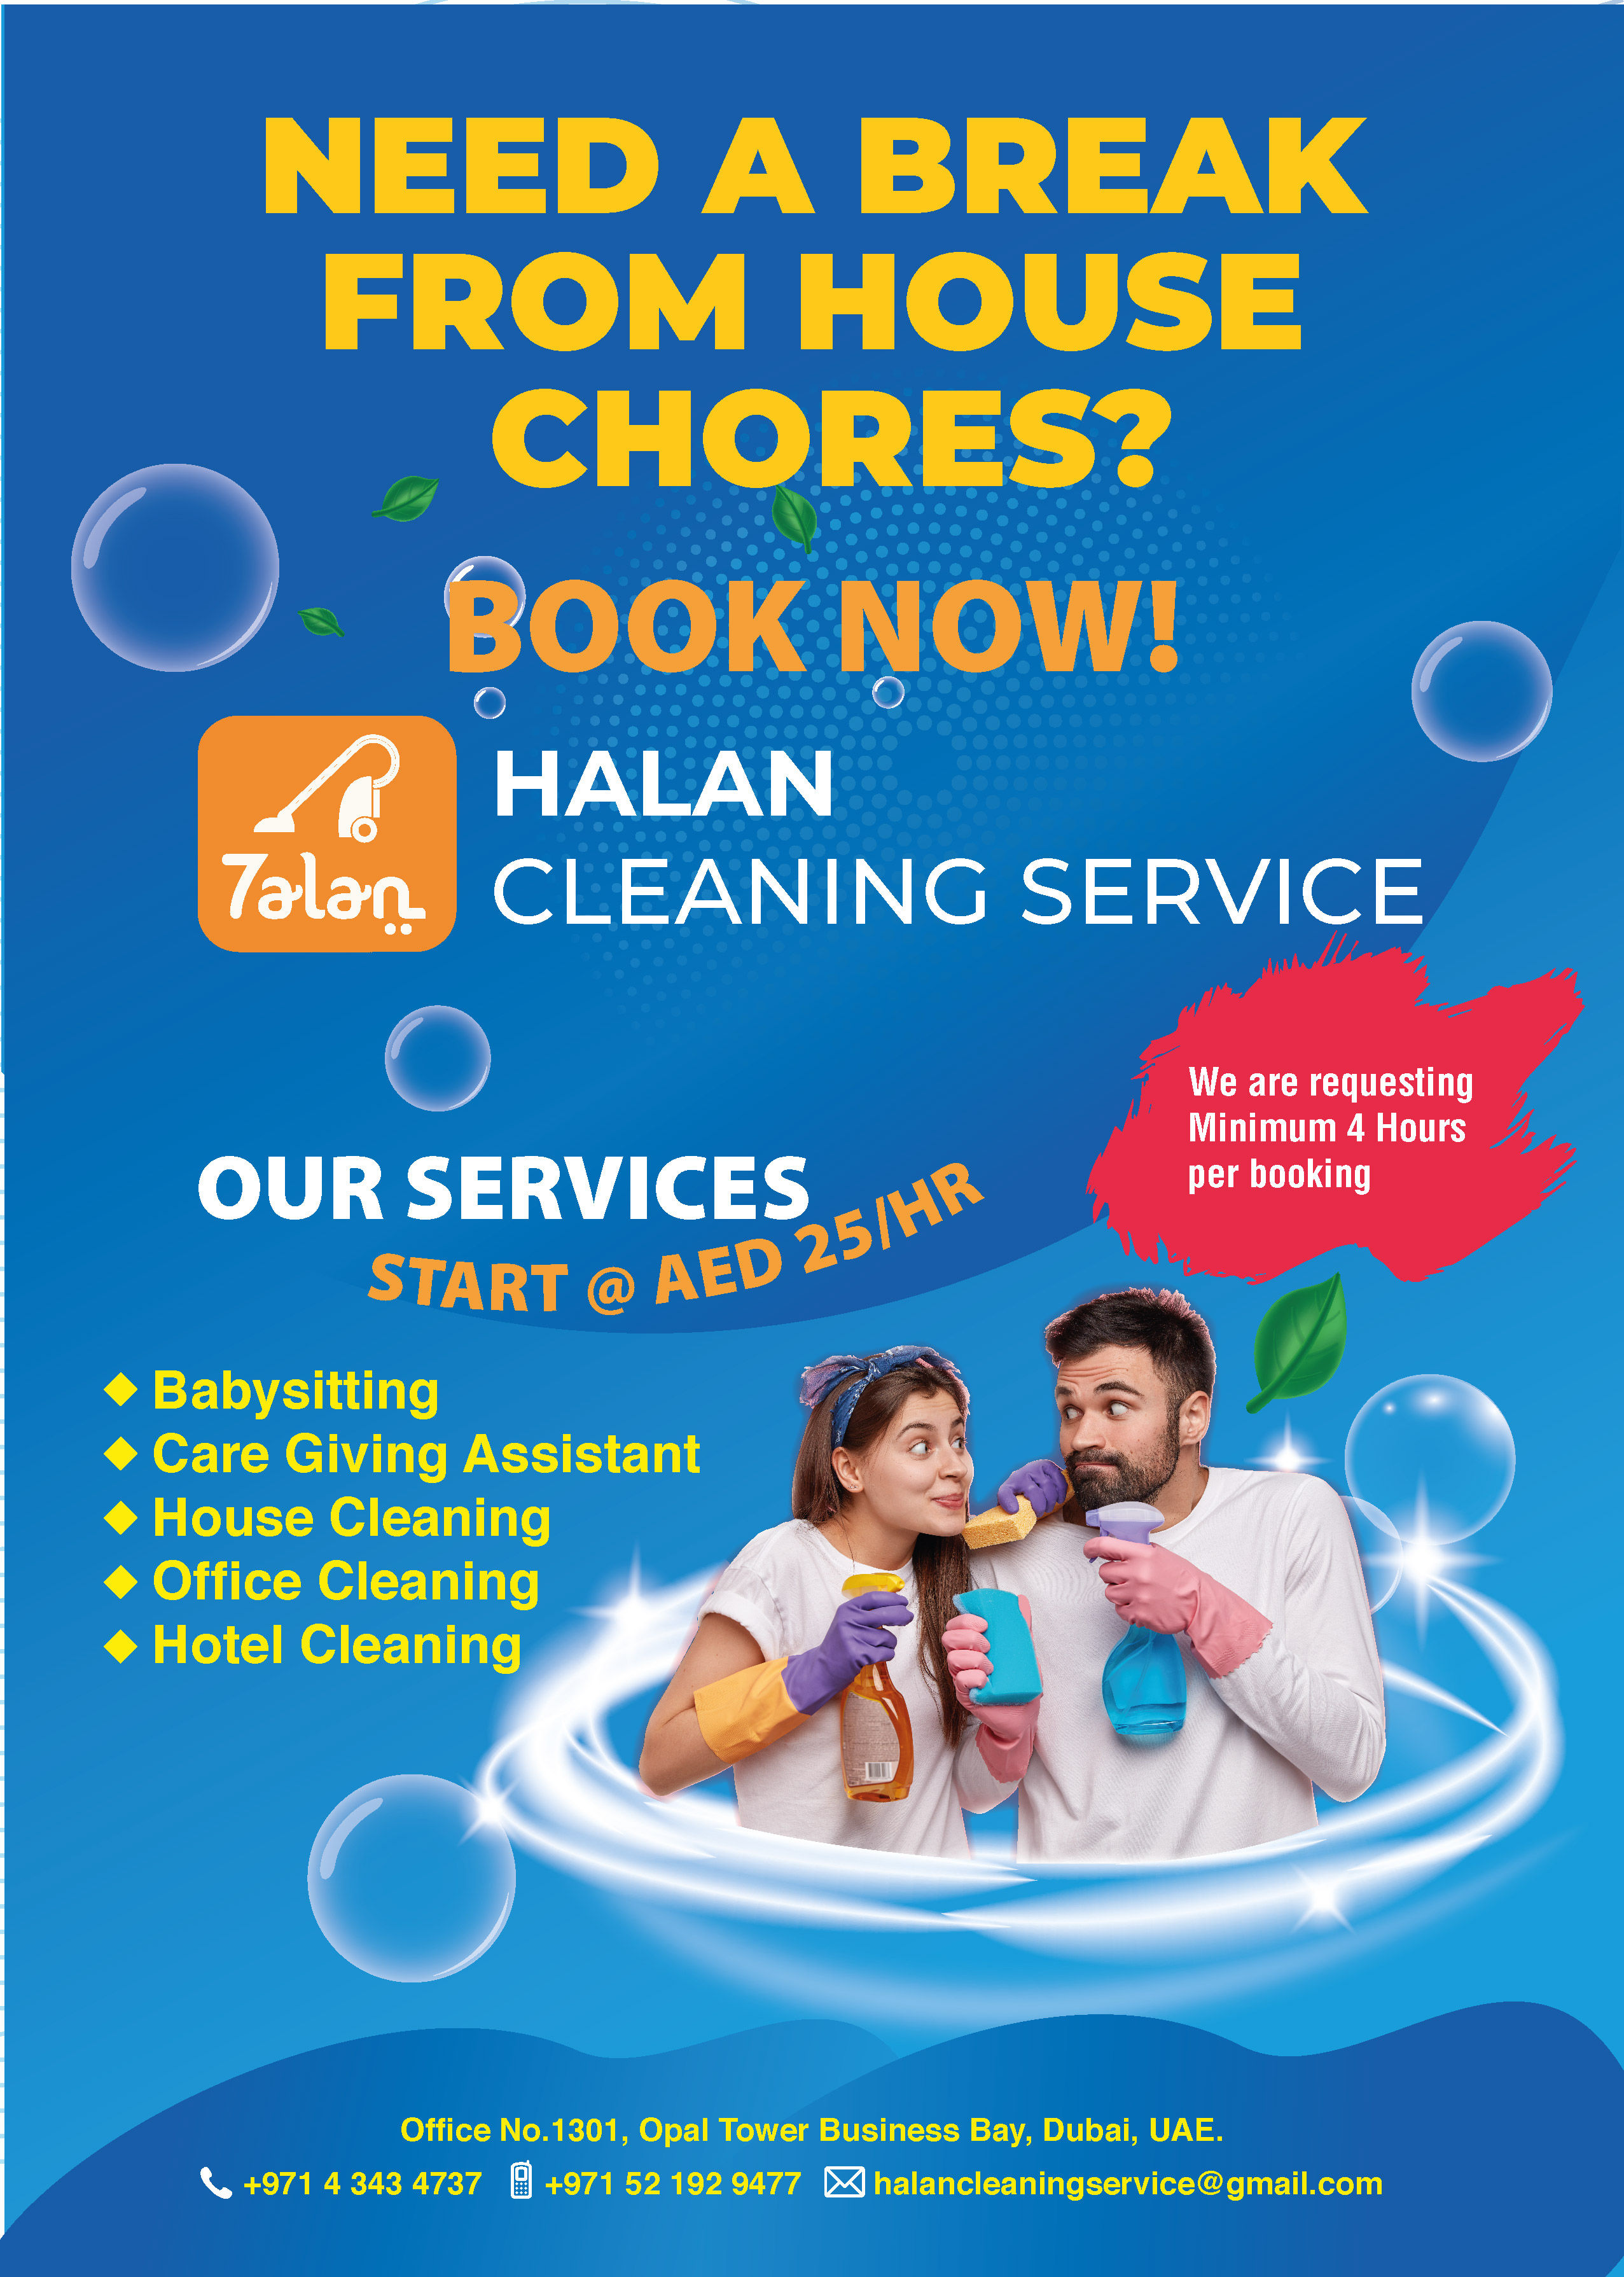 NEED A BREAK
FROM HOUSE
CHORES?
BOOK NOW!
7alan
HALAN
CLEANING SERVICE
We are requesting
Minimum 4 Hours
per booking
OUR SERVICES
START @ AED 25/HR
Babysitting
Care Giving Assistant
House Cleaning
Office Cleaning
Hotel Cleaning
Office No.1301, Opal Tower Business Bay, Dubai, UAE.
+971 4 343 4737 +971 52 192 9477 halancleaningservice@gmail.com